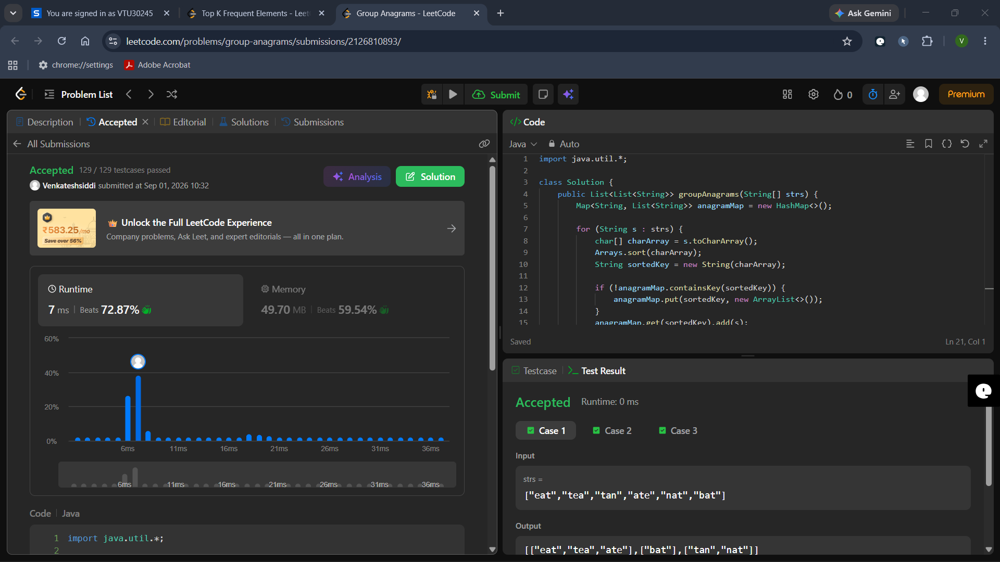 You are signed in as VTU30245
Top K Frequent Elements - Leet
Group Anagrams - LeetCode
Ask Gemini
leetcode.com/problems/group-anagrams/submissions/2126810893/
V
chrome://settings
Adobe Acrobat
Problem List
Submit
0
Premium
Description
Accepted
Editorial
Solutions
Submissions
All Submissions
Accepted 129 / 129 testcases passed
Venkateshsiddi submitted at Sep 01, 2026 10:32
Analysis
Solution
₹583.25/mo
Save over 56%
Unlock the Full LeetCode Experience
Company problems, Ask Leet, and expert editorials — all in one plan.
Runtime
7 ms Beats 72.87%
Memory
49.70 MB Beats 59.54%
60%
40%
20%
0%
6ms 11ms 16ms 21ms 26ms 31ms 36ms
6ms 11ms 16ms 21ms 26ms 31ms 36ms
Code Java
1 import java.util.*;
2
</> Code
Java Auto
1 import java.util.*;
2
3 class Solution {
4 public List<List<String>> groupAnagrams(String[] strs) {
5 Map<String, List<String>> anagramMap = new HashMap<>();
6
7 for (String s : strs) {
8 char[] charArray = s.toCharArray();
9 Arrays.sort(charArray);
10 String sortedKey = new String(charArray);
11
12 if (!anagramMap.containsKey(sortedKey)) {
13 anagramMap.put(sortedKey, new ArrayList<>());
14 }
15 anagramMap.get(sortedKey).add(s);
Saved
Ln 21, Col 1
Testcase
Test Result
Accepted Runtime: 0 ms
Case 1
Case 2
Case 3
Input
strs =
["eat","tea","tan","ate","nat","bat"]
Output
[["eat","tea","ate"],["bat"],["tan","nat"]]